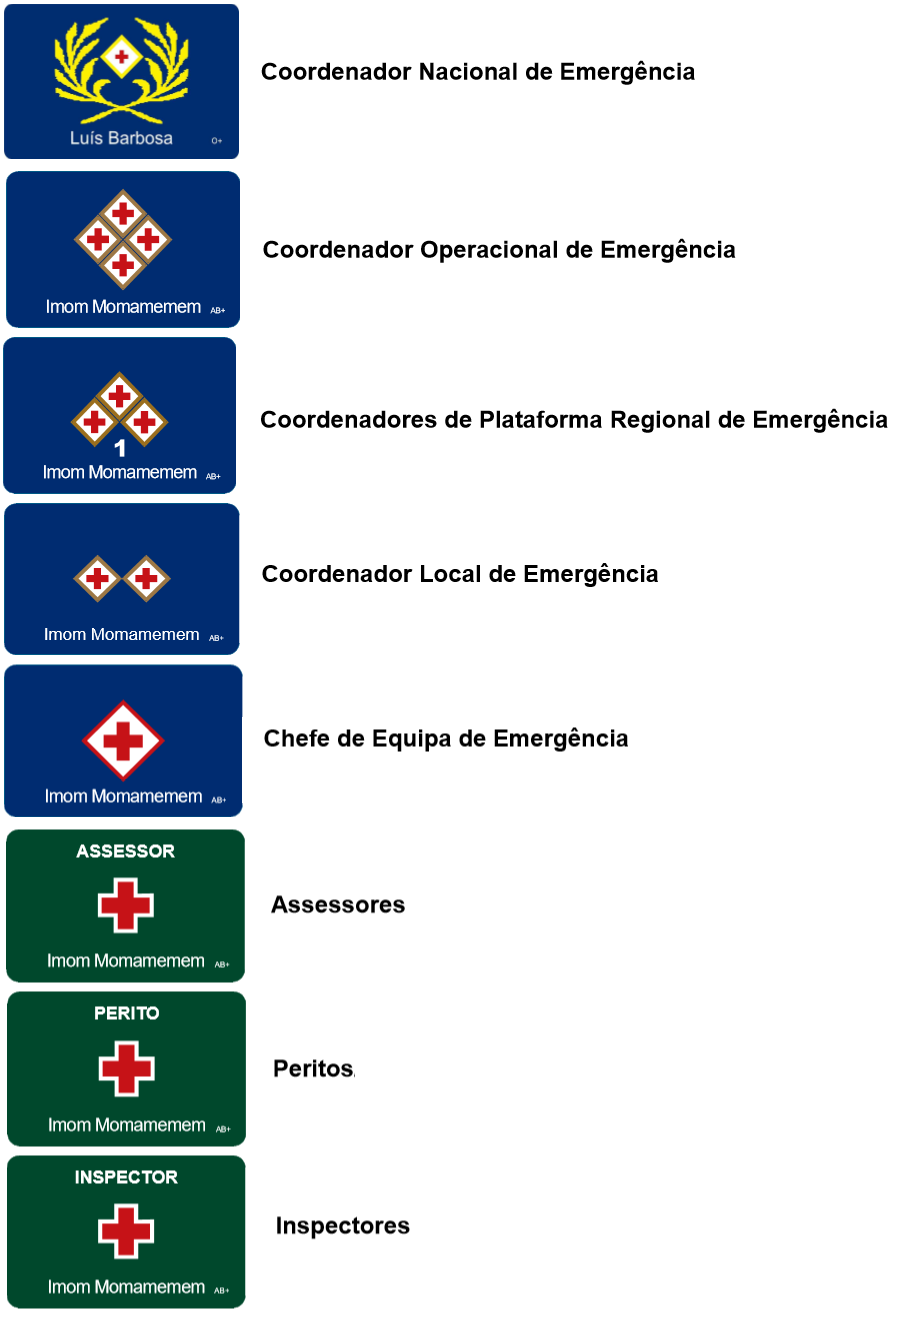 Luís Barbosa
O+
Coordenador Nacional de Emergência
Imom Momamemem
AB+
Coordenador Operacional de Emergência
1
Imom Momamemem
AB+
Coordenadores de Plataforma Regional de Emergência
Imom Momamemem
AB+
Coordenador Local de Emergência
Imom Momamemem
AB+
Chefe de Equipa de Emergência
ASSESSOR
Imom Momamemem
AB+
Assessores
PERITO
Imom Momamemem
AB+
Peritos
INSPECTOR
Imom Momamemem
AB+
Inspectores